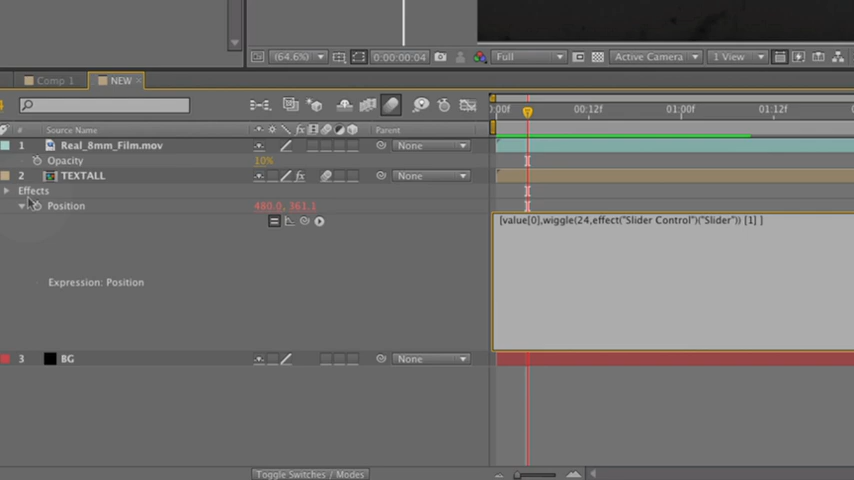 (64.6%) 0:00:00:04 Full Active Camera 1 View
Comp 1 NEW
:00f 00:12f 01:00f 01:12f
# Source Name Parent
1 Real_8mm_Film.mov None
Opacity 10%
2 TEXTALL fx None
Effects
Position 480.0, 361.1
[value[0],wiggle(24,effect("Slider Control")("Slider")) [1] ]
Expression: Position
3 BG None
Toggle Switches / Modes